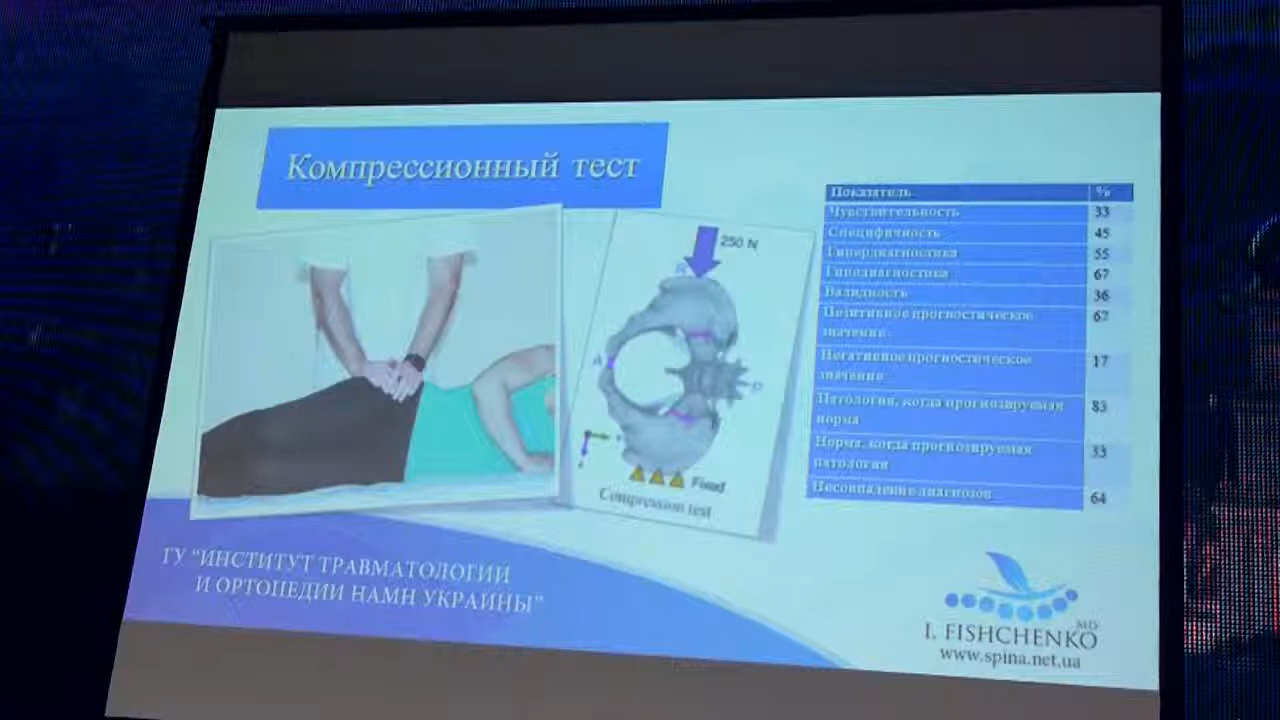 Компрессионный тест
Показатель %
Чувствительность 33
Специфичность 45
Гипердиагностика 55
Гиподиагностика 67
Валидность 36
Позитивное прогностическое 67
значение
Негативное прогностическое 17
значение
Патология, когда прогнозируемая 83
норма
Норма, когда прогнозируемая 33
патология
Несовпадение диагнозов 64
250 N
Fixed
Compression test
ГУ "ИНСТИТУТ ТРАВМАТОЛОГИИ
И ОРТОПЕДИИ НАМН УКРАИНЫ"
MD
I. FISHCHENKO
www.spina.net.ua